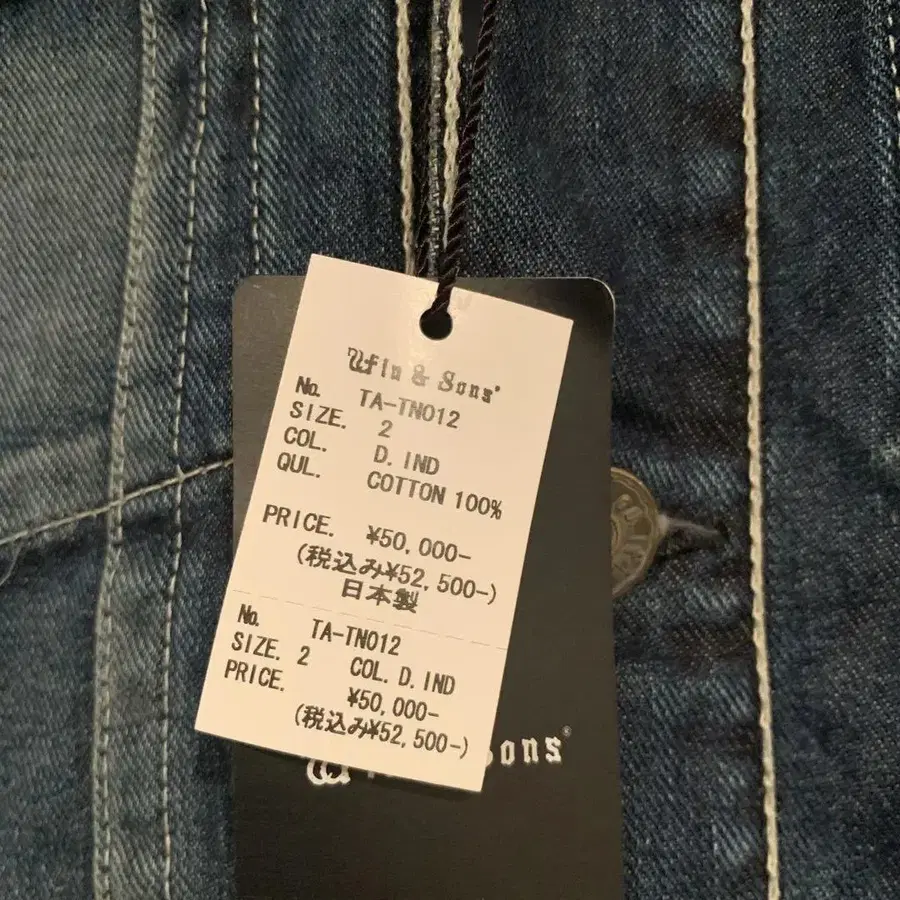 & Sons
No. TA-TN012
SIZE. 2
COL. D. IND
QUL. COTTON 100%
PRICE. ¥50,000-
(税込み¥52,500-)
日本製
No. TA-TN012
SIZE. 2 COL. D. IND
PRICE. ¥50,000-
(税込み¥52,500-)
Sons